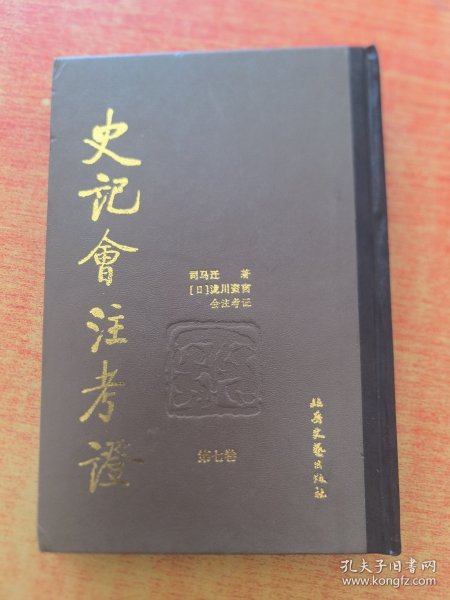 史記會注考證
司马迁 著
[日]泷川资言
会注考证
第七卷
北岳文艺出版社
孔夫子旧书网
www.kongfz.com